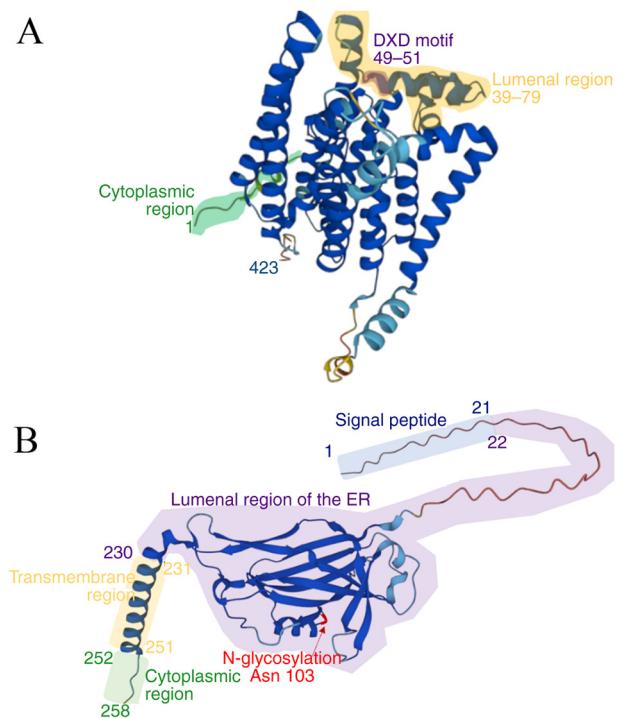 A
DXD motif
49–51
Lumenal region
39–79
Cytoplasmic
region
1
423
B
Signal peptide
21
1
22
Lumenal region of the ER
230
231
Transmembrane
region
251
252
N-glycosylation
Asn 103
Cytoplasmic
region
258